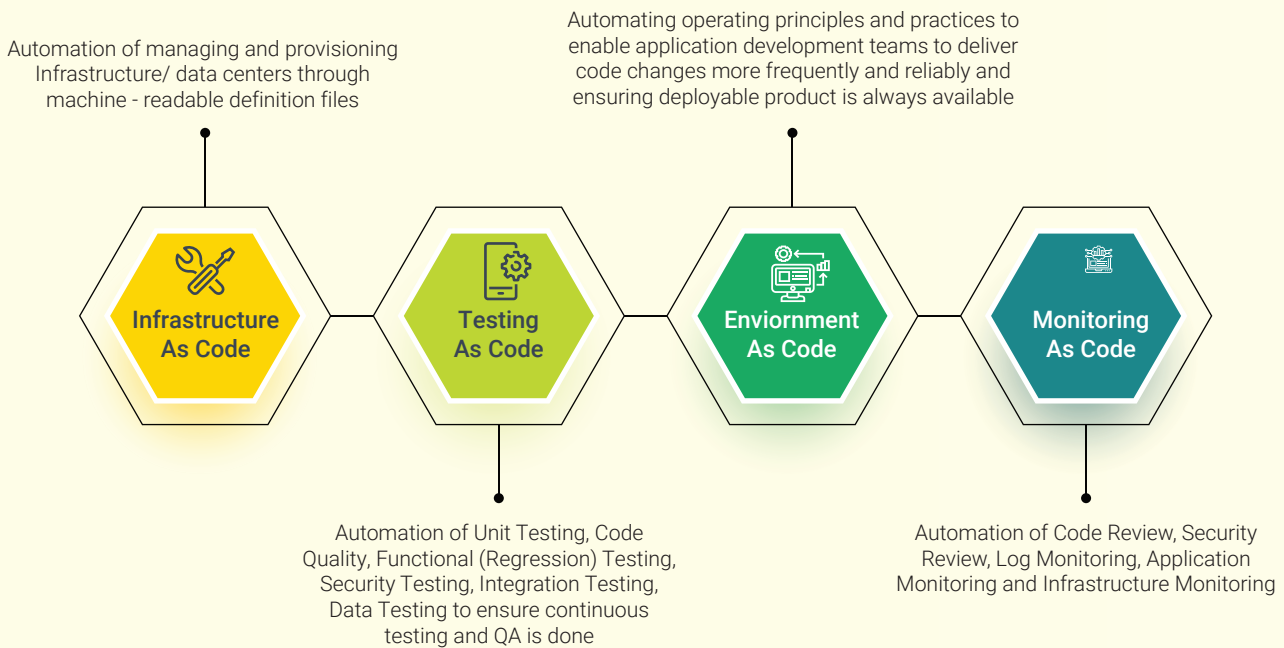 Automation of managing and provisioning
Infrastructure/ data centers through
machine - readable definition files
Automating operating principles and practices to
enable application development teams to deliver
code changes more frequently and reliably and
ensuring deployable product is always available
Infrastructure
As Code
Testing
As Code
Enviornment
As Code
Monitoring
As Code
Automation of Unit Testing, Code
Quality, Functional (Regression) Testing,
Security Testing, Integration Testing,
Data Testing to ensure continuous
testing and QA is done
Automation of Code Review, Security
Review, Log Monitoring, Application
Monitoring and Infrastructure Monitoring